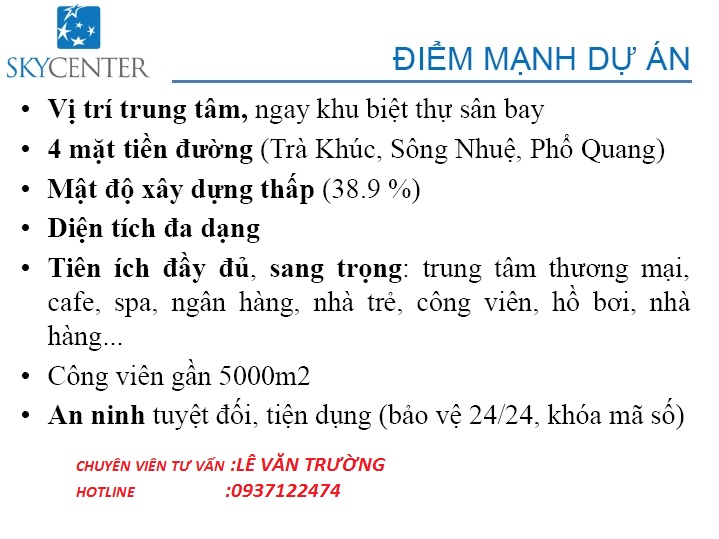 SKYCENTER
ĐIỂM MẠNH DỰ ÁN
• Vị trí trung tâm, ngay khu biệt thự sân bay
• 4 mặt tiền đường (Trà Khúc, Sông Nhuệ, Phổ Quang)
• Mật độ xây dựng thấp (38.9 %)
• Diện tích đa dạng
• Tiên ích đầy đủ, sang trọng: trung tâm thương mại,
cafe, spa, ngân hàng, nhà trẻ, công viên, hồ bơi, nhà
hàng...
• Công viên gần 5000m2
• An ninh tuyệt đối, tiện dụng (bảo vệ 24/24, khóa mã số)
CHUYÊN VIÊN TƯ VẤN :LÊ VĂN TRƯỜNG
HOTLINE :0937122474